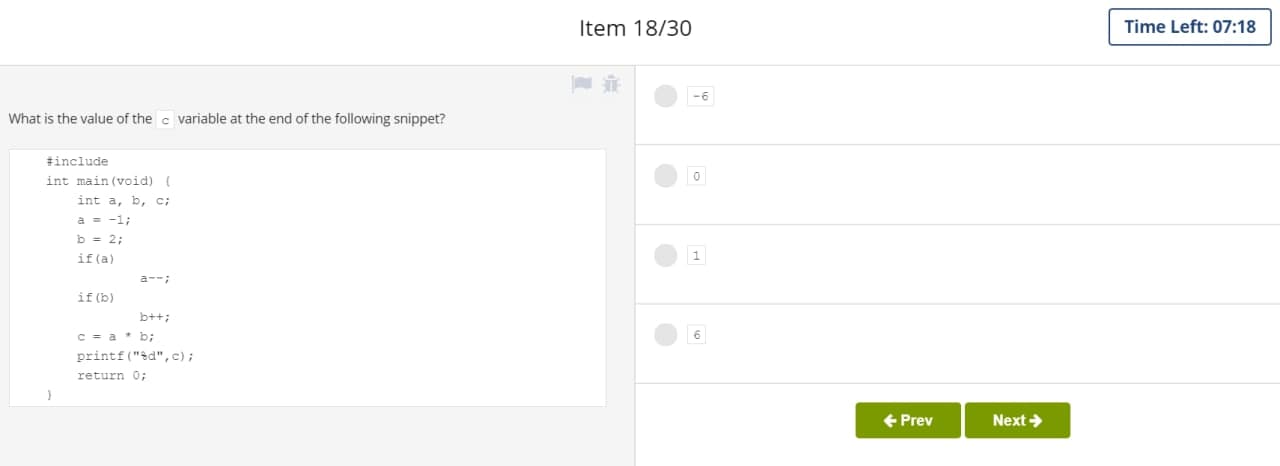 Item 18/30
Time Left: 07:18
What is the value of the c variable at the end of the following snippet?
#include
int main(void) {
int a, b, c;
a = -1;
b = 2;
if(a)
a--;
if(b)
b++;
c = a * b;
printf("%d",c);
return 0;
}
-6
0
1
6
Prev
Next